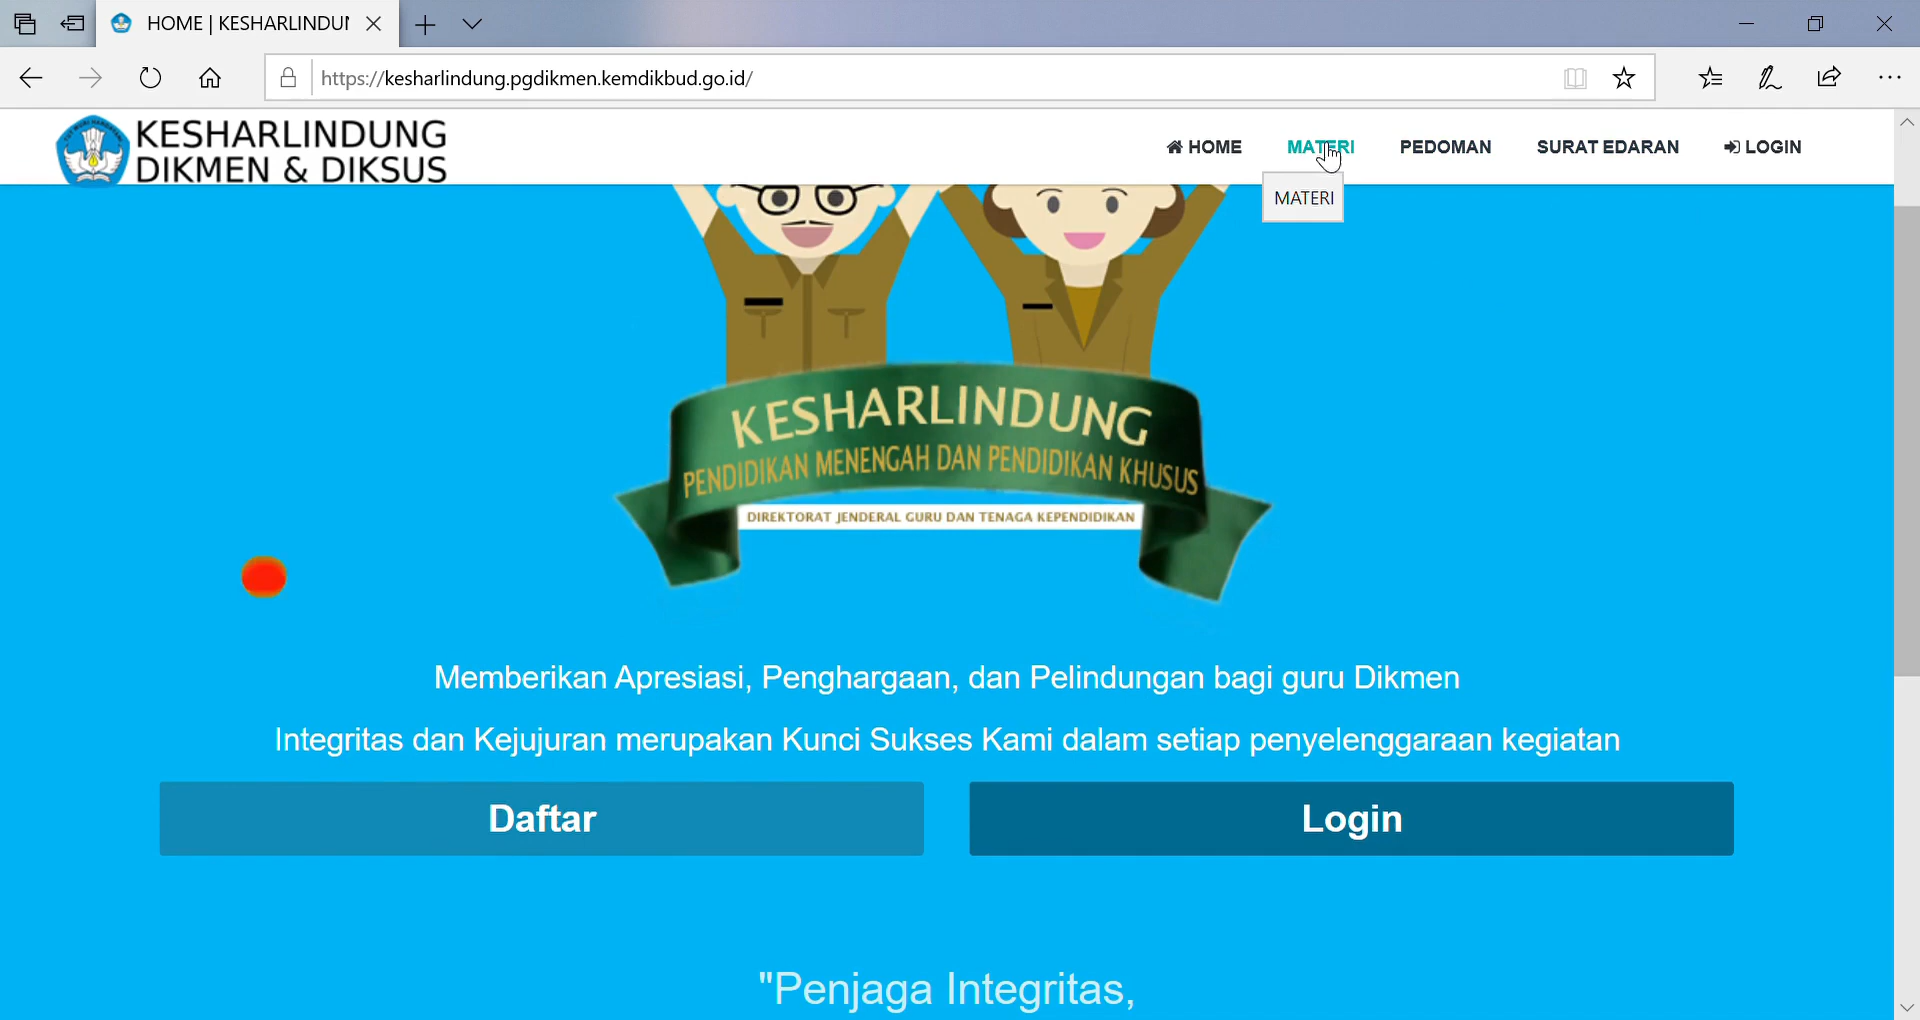 HOME | KESHARLINDUN
https://kesharlindung.pgdikmen.kemdikbud.go.id/
KESHARLINDUNG
DIKMEN & DIKSUS
HOME MATERI PEDOMAN SURAT EDARAN LOGIN
MATERI
KESHARLINDUNG
PENDIDIKAN MENENGAH DAN PENDIDIKAN KHUSUS
DIREKTORAT JENDERAL GURU DAN TENAGA KEPENDIDIKAN
Memberikan Apresiasi, Penghargaan, dan Pelindungan bagi guru Dikmen
Integritas dan Kejujuran merupakan Kunci Sukses Kami dalam setiap penyelenggaraan kegiatan
Daftar Login
"Penjaga Integritas,